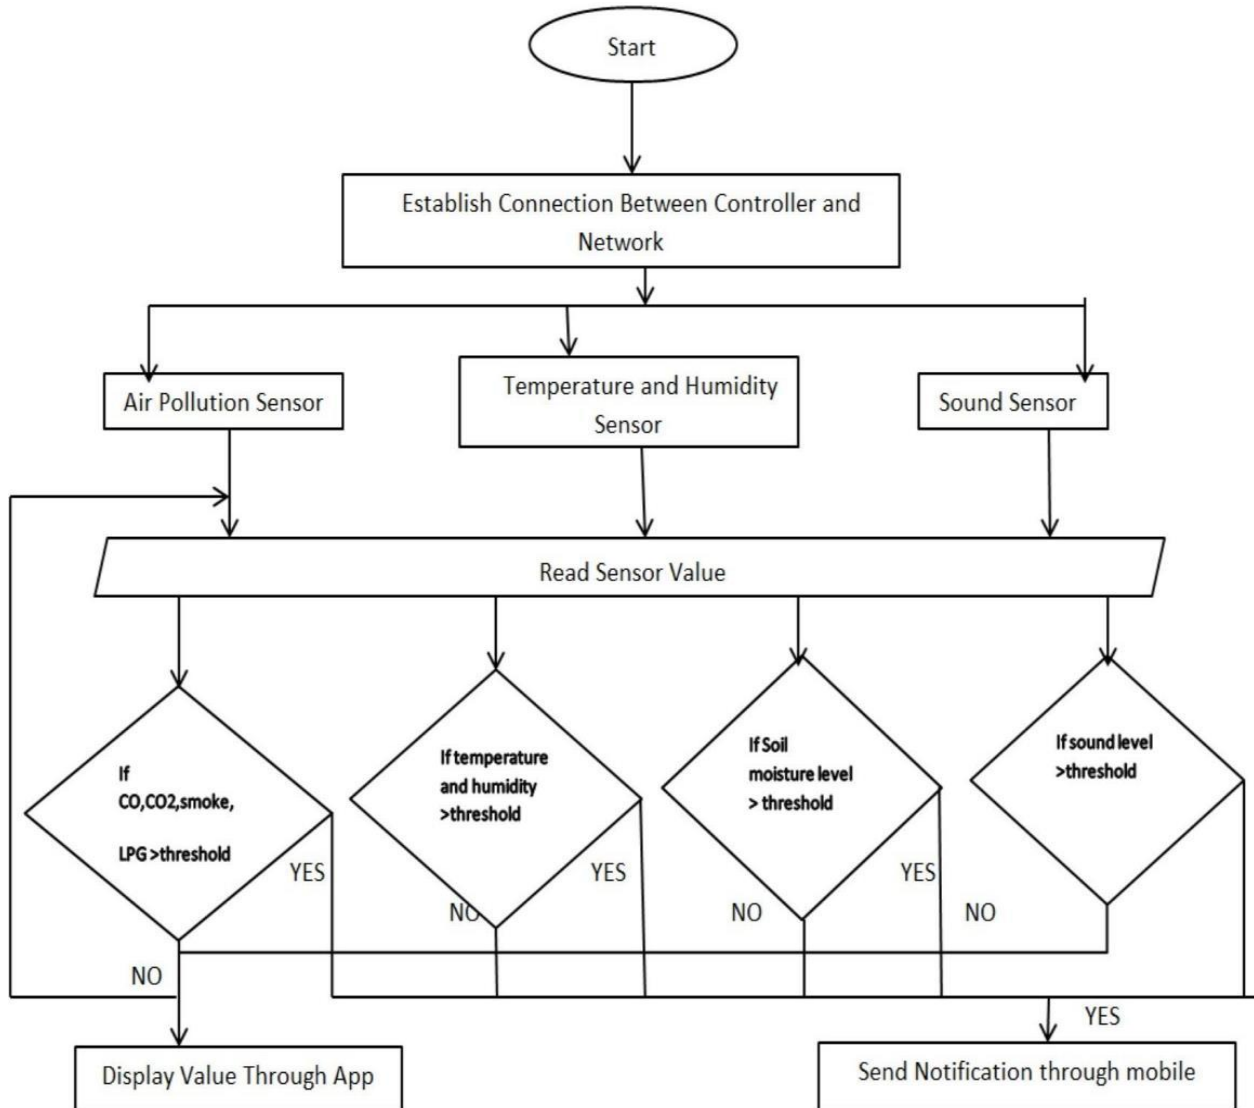 Start
Establish Connection Between Controller and
Network
Air Pollution Sensor
Temperature and Humidity
Sensor
Sound Sensor
Read Sensor Value
If
CO,CO2,smoke,
LPG >threshold
YES
NO
If temperature
and humidity
>threshold
YES
NO
If Soil
moisture level
> threshold
YES
NO
If sound level
>threshold
NO
YES
Display Value Through App
Send Notification through mobile